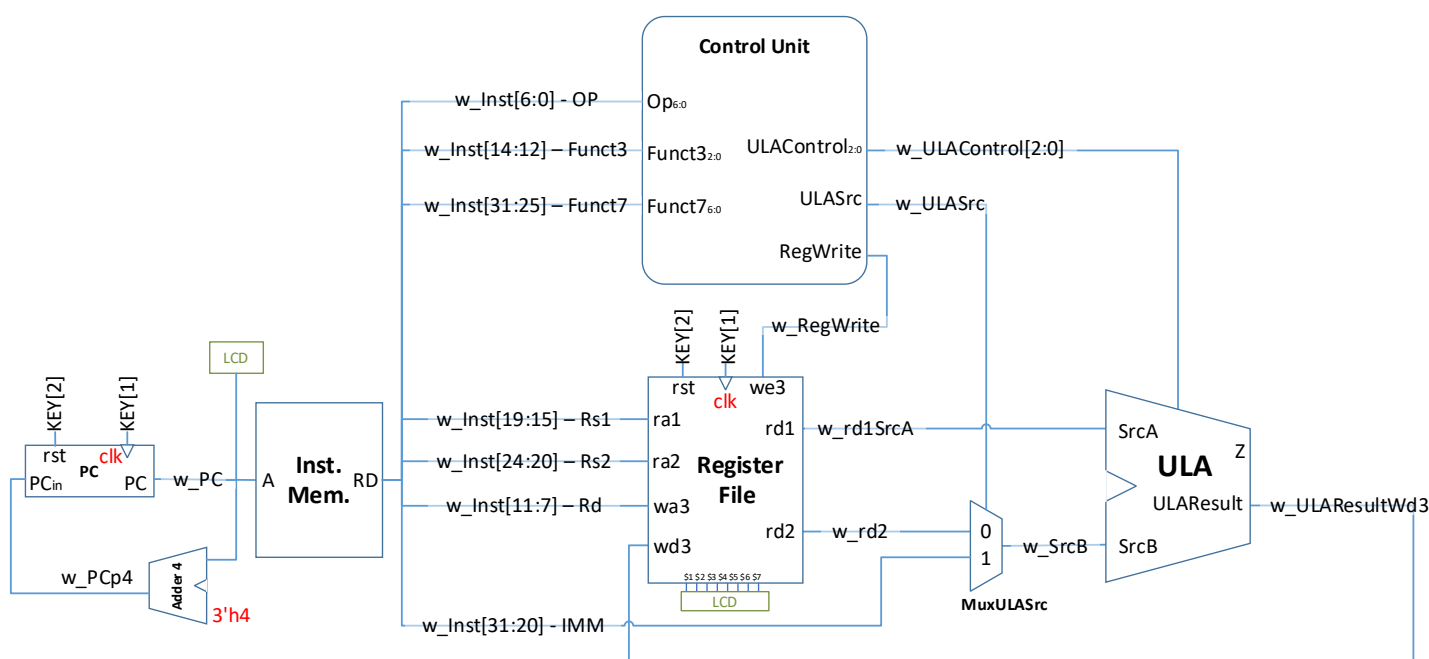 Control Unit
w_Inst[6:0] - OP
Op6:0
w_Inst[14:12] – Funct3
Funct32:0
ULAControl2:0
w_ULAControl[2:0]
w_Inst[31:25] – Funct7
Funct76:0
ULASrc
w_ULASrc
RegWrite
w_RegWrite
KEY[2]
KEY[1]
LCD
KEY[2]
KEY[1]
rst
clk
we3
rst
clk
PC
PCin
PC
w_PC
A
Inst.
Mem.
RD
w_Inst[19:15] – Rs1
ra1
rd1
w_rd1SrcA
SrcA
w_Inst[24:20] – Rs2
ra2
Register
File
ULA
Z
w_Inst[11:7] – Rd
wa3
ULAResult
w_ULAResultWd3
rd2
w_rd2
0
wd3
1
w_SrcB
SrcB
w_PCp4
Adder 4
3'h4
$1 $2 $3 $4 $5 $6 $7
LCD
MuxULASrc
w_Inst[31:20] - IMM